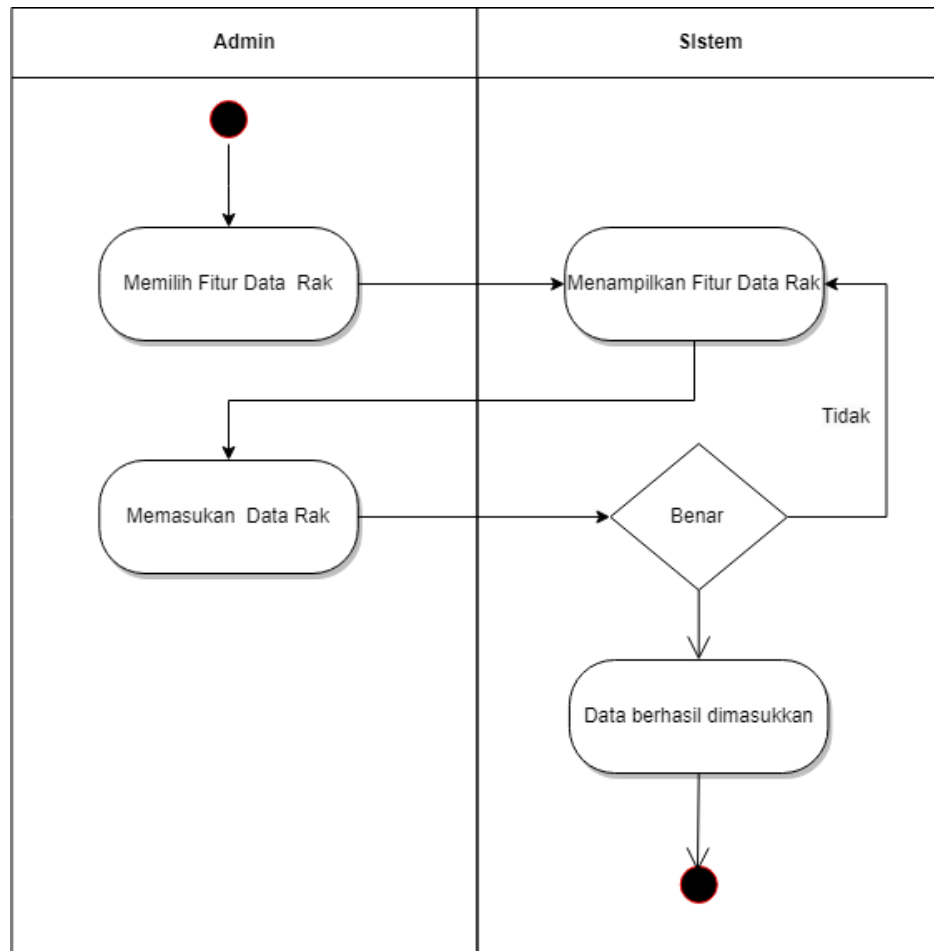 Admin
SIstem
Memilih Fitur Data  Rak
Menampilkan Fitur Data Rak
Tidak
Memasukan  Data Rak
Benar
Data berhasil dimasukkan